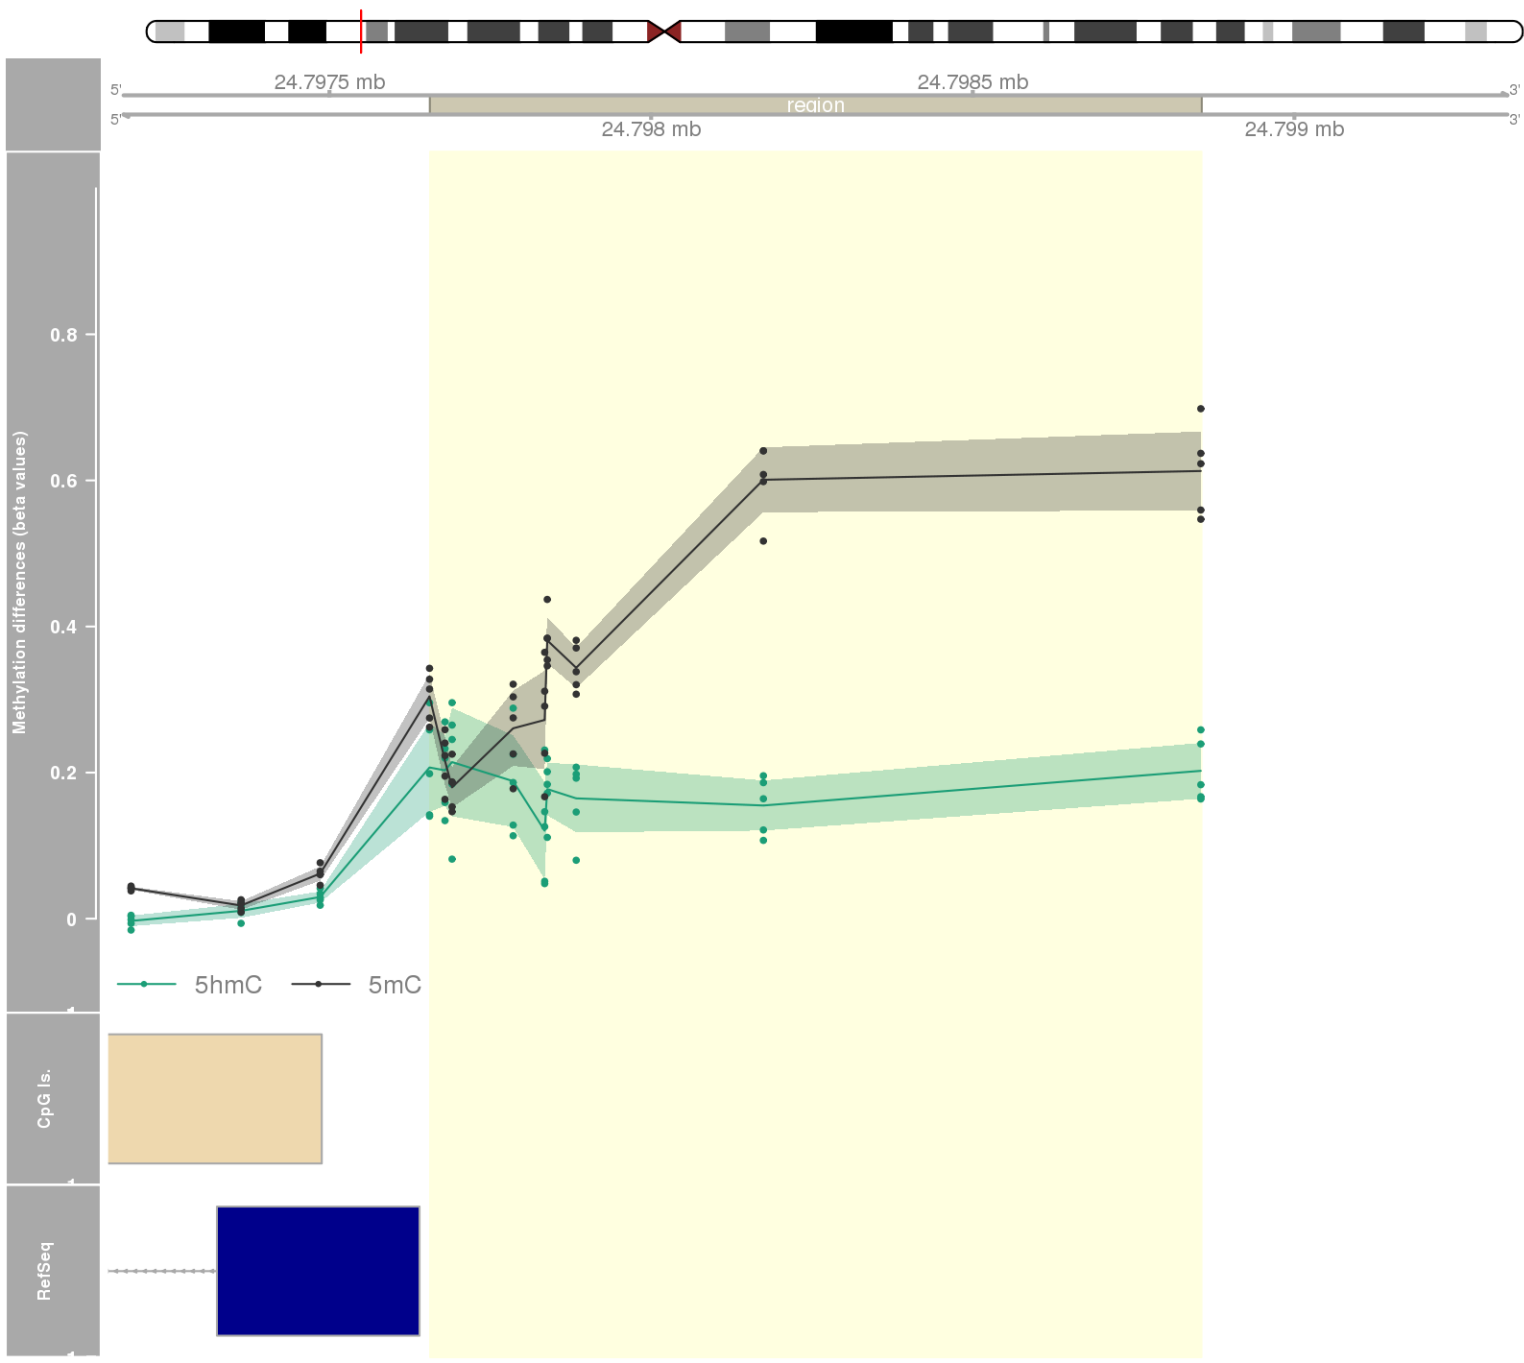 24.7975 mb
24.7985 mb
5'
3'
region
5'
3'
24.798 mb
24.799 mb
Methylation differences (beta values)
0.8
0.6
0.4
0.2
0
5hmC
5mC
CpG Is.
RefSeq